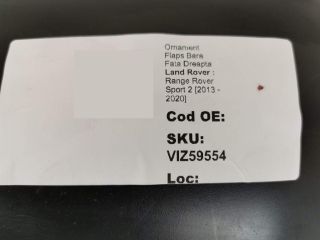 Ornament
Flaps Bara
Fata Dreapta
Land Rover :
Range Rover
Sport 2 [2013 -
2020]
Cod OE:
SKU:
VIZ59554
Loc: